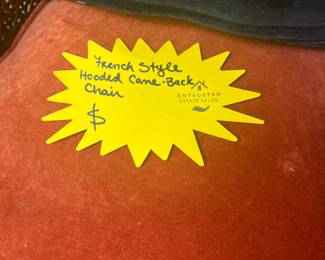 French Style
Hooded Cane-Back
Chair
$
ENTRUSTED
ESTATE SALES